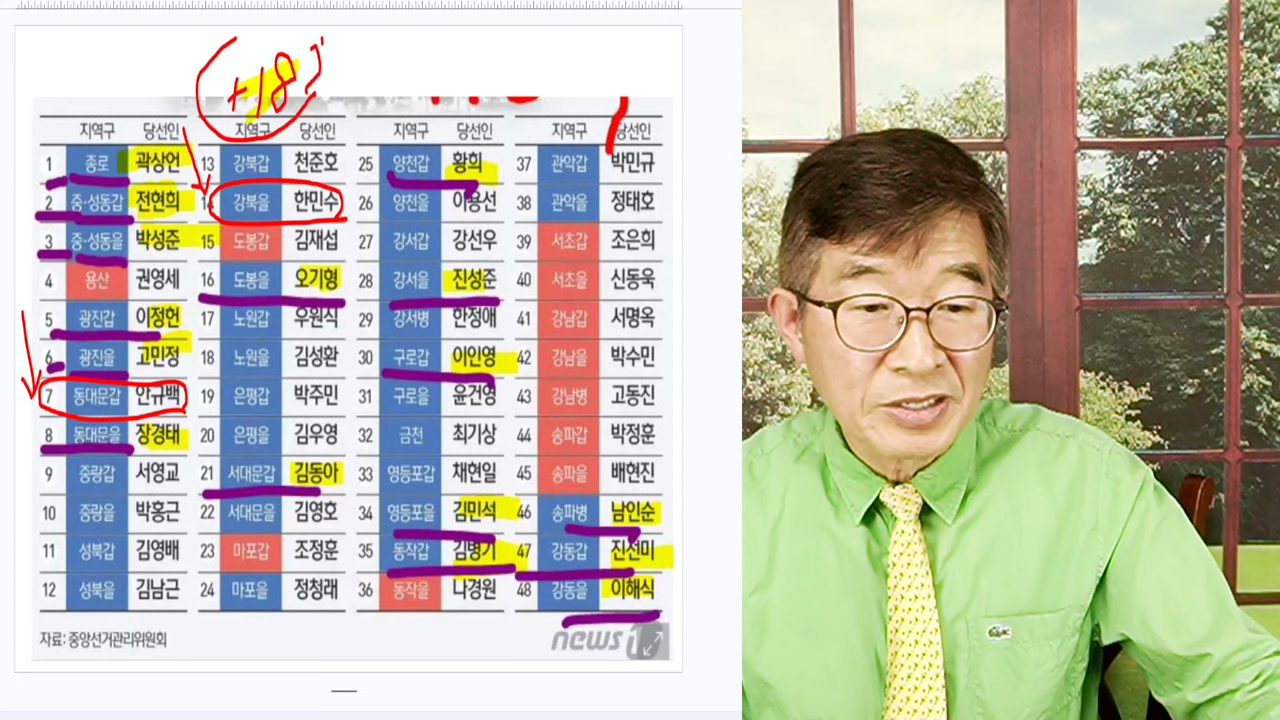 +18
지역구 당선인 지역구 당선인 지역구 당선인 지역구 당선인
1 종로 곽상언 13 강북갑 천준호 25 양천갑 황희 37 관악갑 박민규
2 중·성동갑 전현희 14 강북을 한민수 26 양천을 이용선 38 관악을 정태호
3 중·성동을 박성준 15 도봉갑 김재섭 27 강서갑 강선우 39 서초갑 조은희
4 용산 권영세 16 도봉을 오기형 28 강서을 진성준 40 서초을 신동욱
5 광진갑 이정헌 17 노원갑 우원식 29 강서병 한정애 41 강남갑 서명옥
6 광진을 고민정 18 노원을 김성환 30 구로갑 이인영 42 강남을 박수민
7 동대문갑 안규백 19 은평갑 박주민 31 구로을 윤건영 43 강남병 고동진
8 동대문을 장경태 20 은평을 김우영 32 금천 최기상 44 송파갑 박정훈
9 중랑갑 서영교 21 서대문갑 김동아 33 영등포갑 채현일 45 송파을 배현진
10 중랑을 박홍근 22 서대문을 김영호 34 영등포을 김민석 46 송파병 남인순
11 성북갑 김영배 23 마포갑 조정훈 35 동작갑 김병기 47 강동갑 진선미
12 성북을 김남근 24 마포을 정청래 36 동작을 나경원 48 강동을 이해식
자료: 중앙선거관리위원회
news1